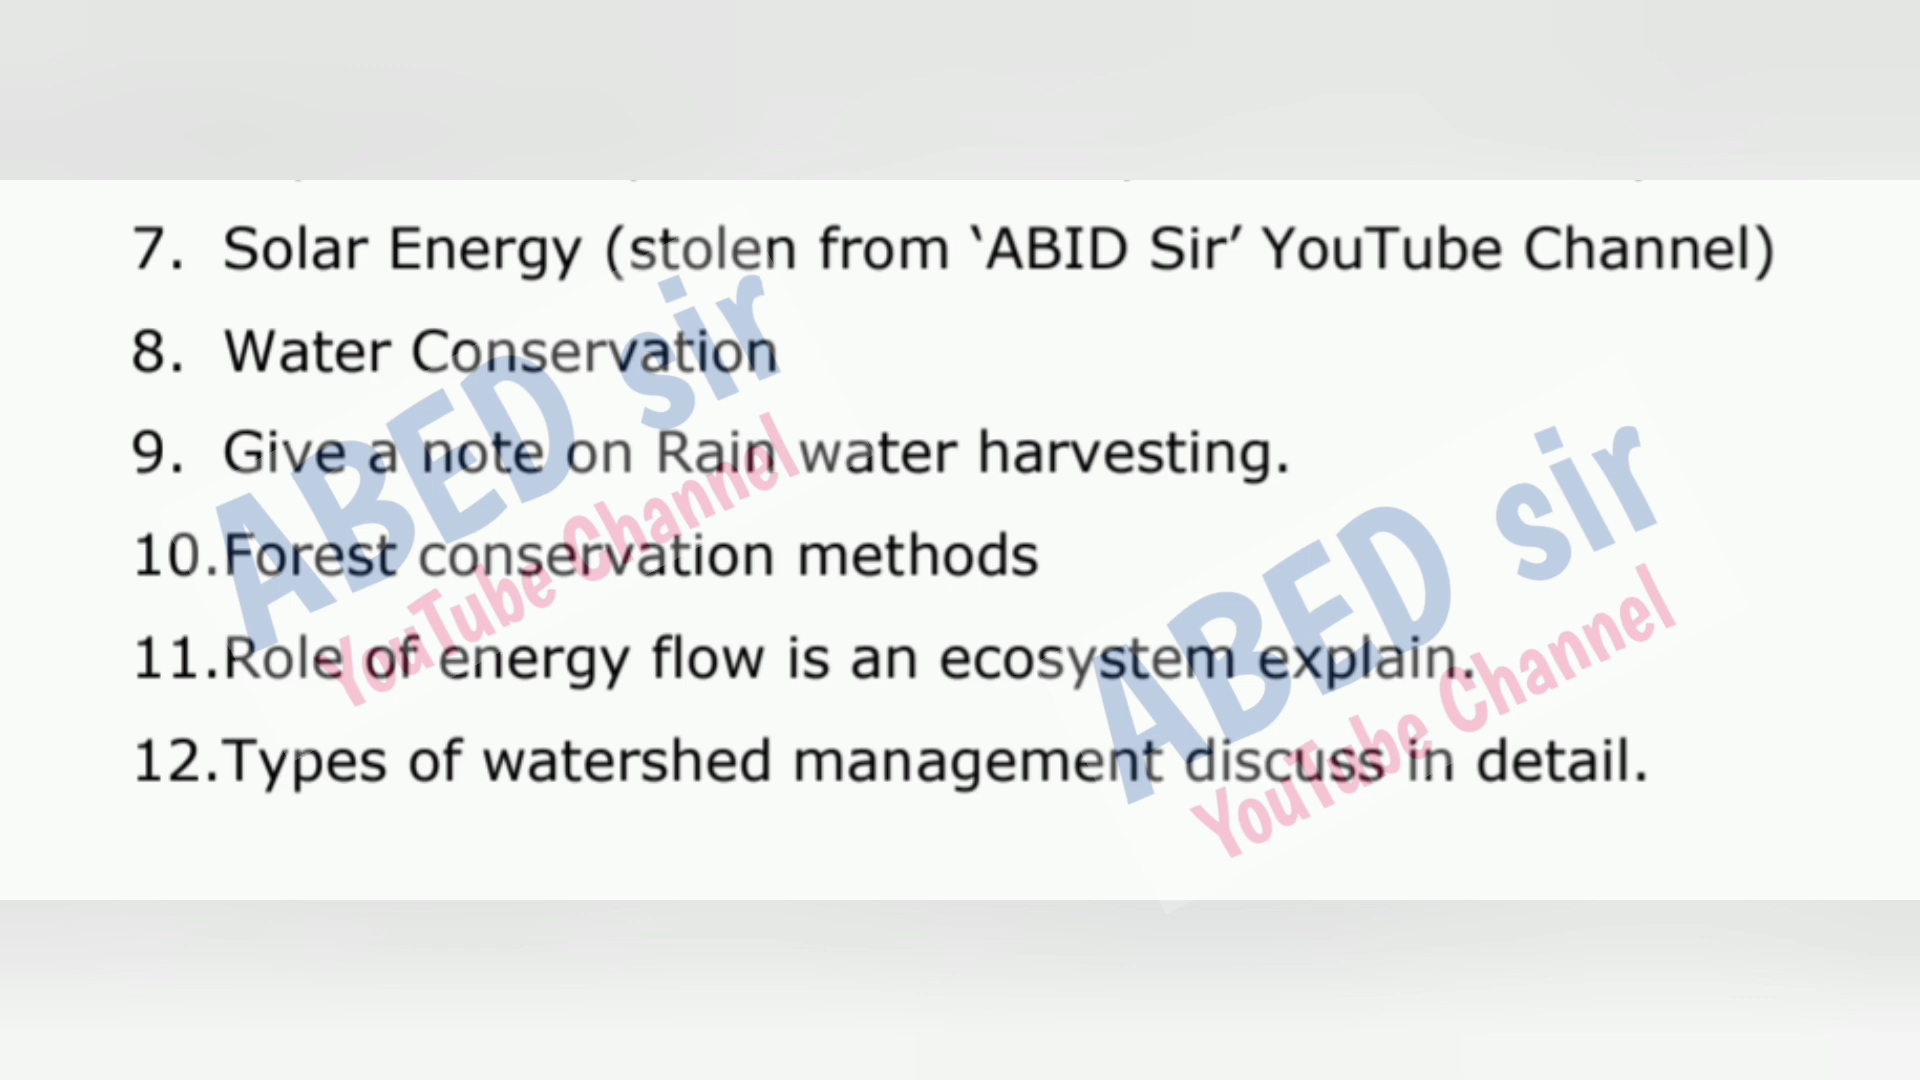 7. Solar Energy (stolen from ‘ABID Sir’ YouTube Channel)
8. Water Conservation
9. Give a note on Rain water harvesting.
10.Forest conservation methods
11.Role of energy flow is an ecosystem explain.
12.Types of watershed management discuss in detail.
ABED sir
YouTube Channel
ABED sir
YouTube Channel